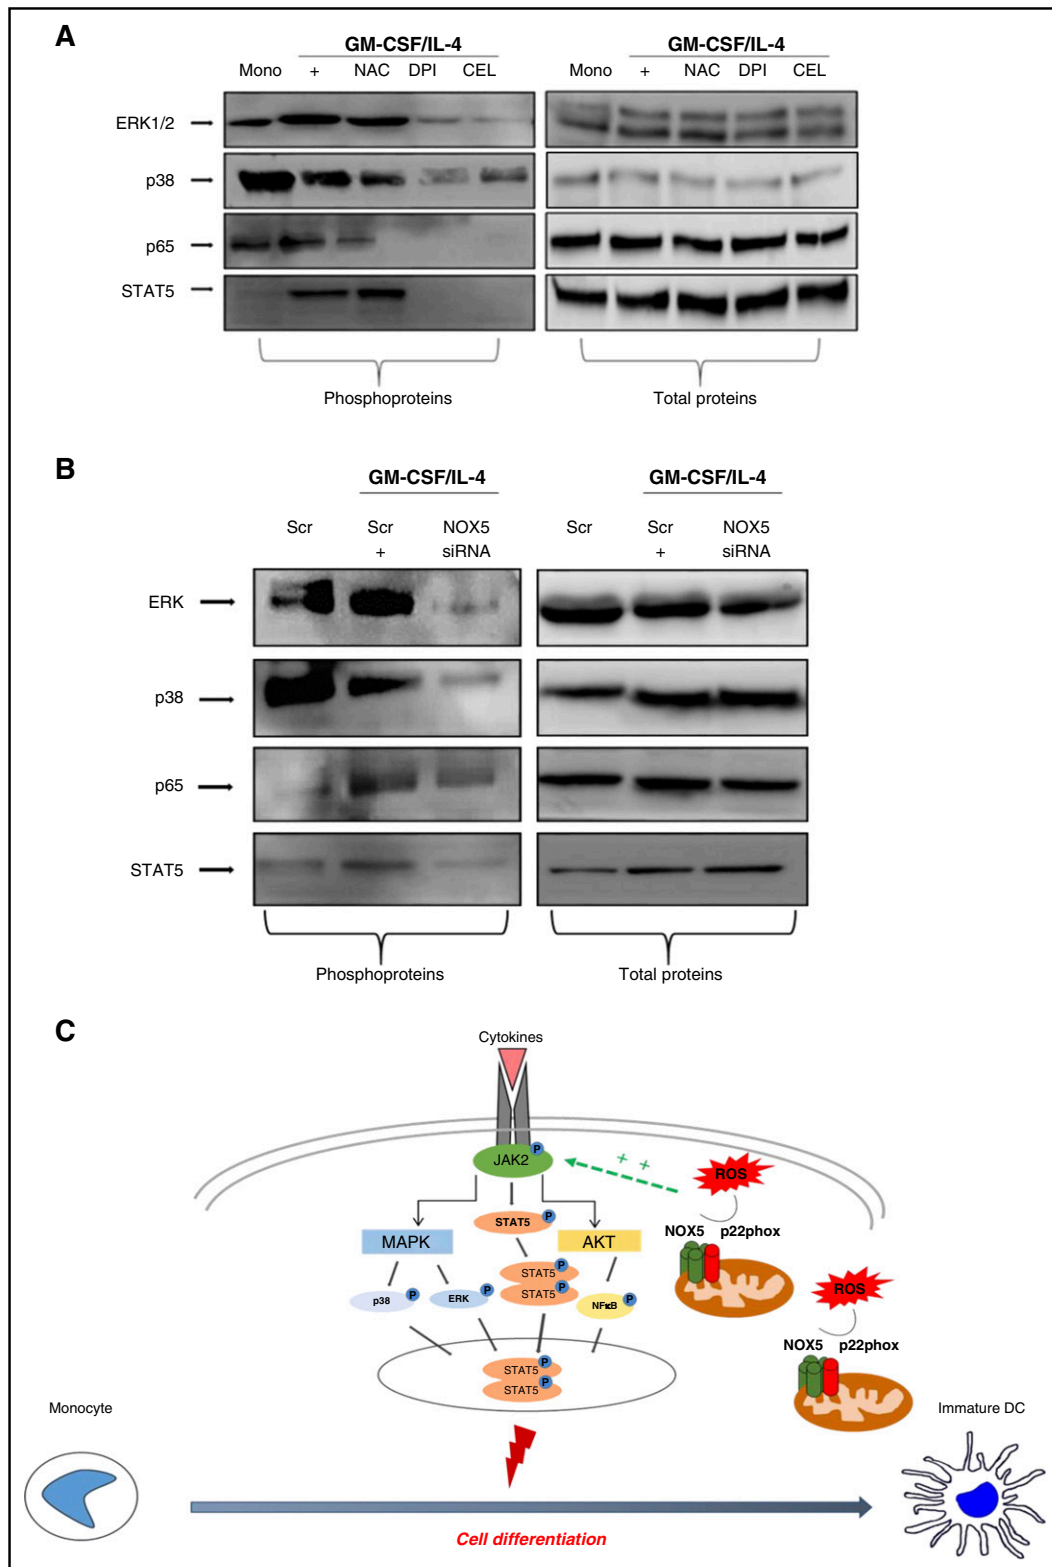 A
GM-CSF/IL-4 GM-CSF/IL-4
Mono + NAC DPI CEL Mono + NAC DPI CEL
ERK1/2
p38
p65
STAT5
Phosphoproteins Total proteins
B
GM-CSF/IL-4 GM-CSF/IL-4
Scr Scr NOX5 Scr Scr NOX5
+ siRNA + siRNA
ERK
p38
p65
STAT5
Phosphoproteins Total proteins
C
Cytokines
JAK2 P
+ +
ROS
STAT5 P
NOX5 p22phox
MAPK AKT
STAT5 P
STAT5 P
p38 P
ERK P
NFκB P
ROS
NOX5 p22phox
STAT5 P
STAT5 P
Monocyte
Immature DC
Cell differentiation